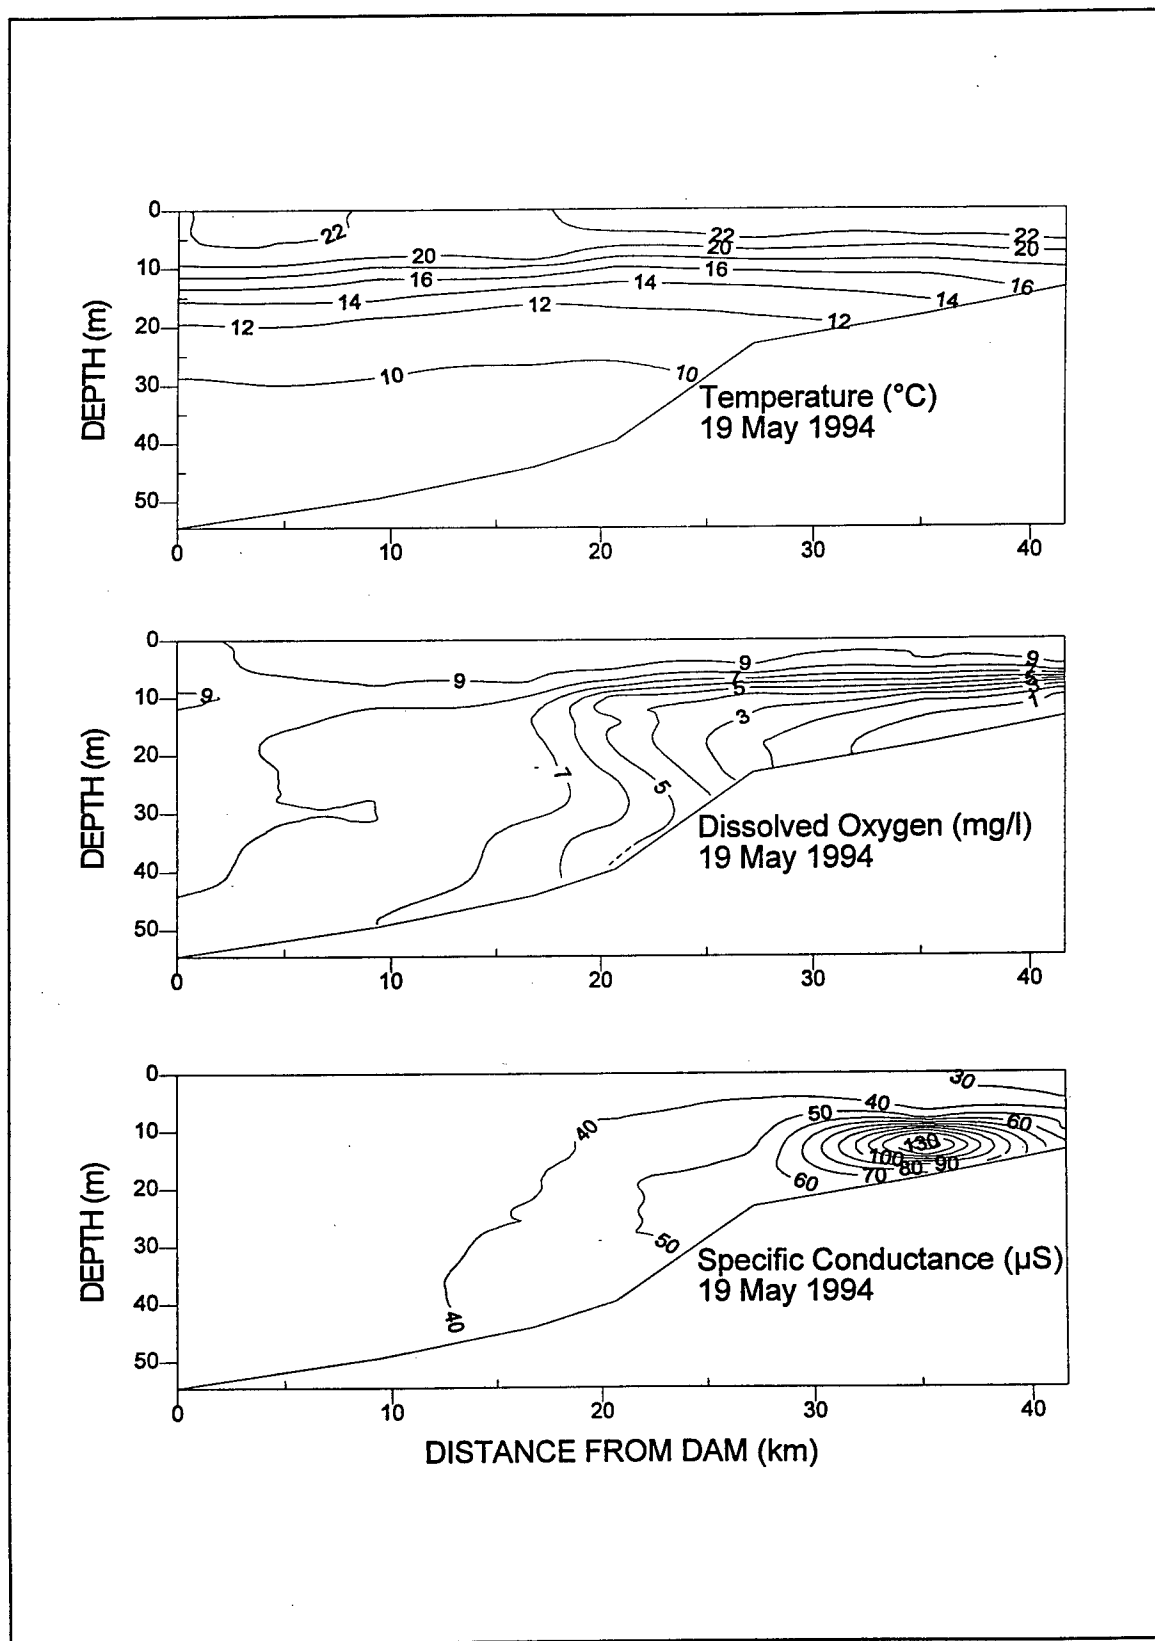 0
10
20
30
40
50
DEPTH (m)
22 22 22
20 20 20
16 16 16
14 14 14
12 12 12
10 10
Temperature (°C)
19 May 1994
0 10 20 30 40
0
10
20
30
40
50
DEPTH (m)
9 9 9 9
7 7 7
5 5 5
3 3
1
Dissolved Oxygen (mg/l)
19 May 1994
0 10 20 30 40
0
10
20
30
40
50
DEPTH (m)
30
40 40
50 60
130
100
60 70 80 90
50
40
Specific Conductance (µS)
19 May 1994
0 10 20 30 40
DISTANCE FROM DAM (km)